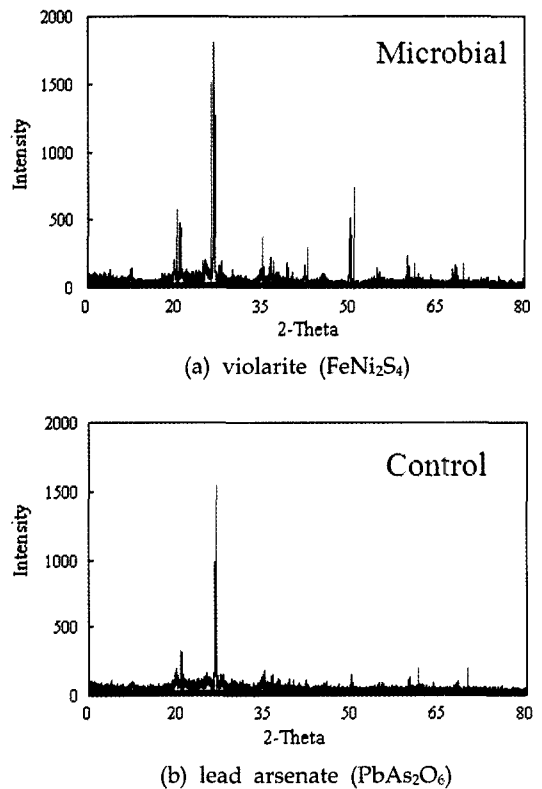 2000
Microbial
1500
Intensity
1000
500
0
0 20 35 50 65 80
2-Theta
(a) violarite (FeNi₂S₄)
2000
Control
1500
Intensity
1000
500
0
0 20 35 50 65 80
2-Theta
(b) lead arsenate (PbAs₂O₆)